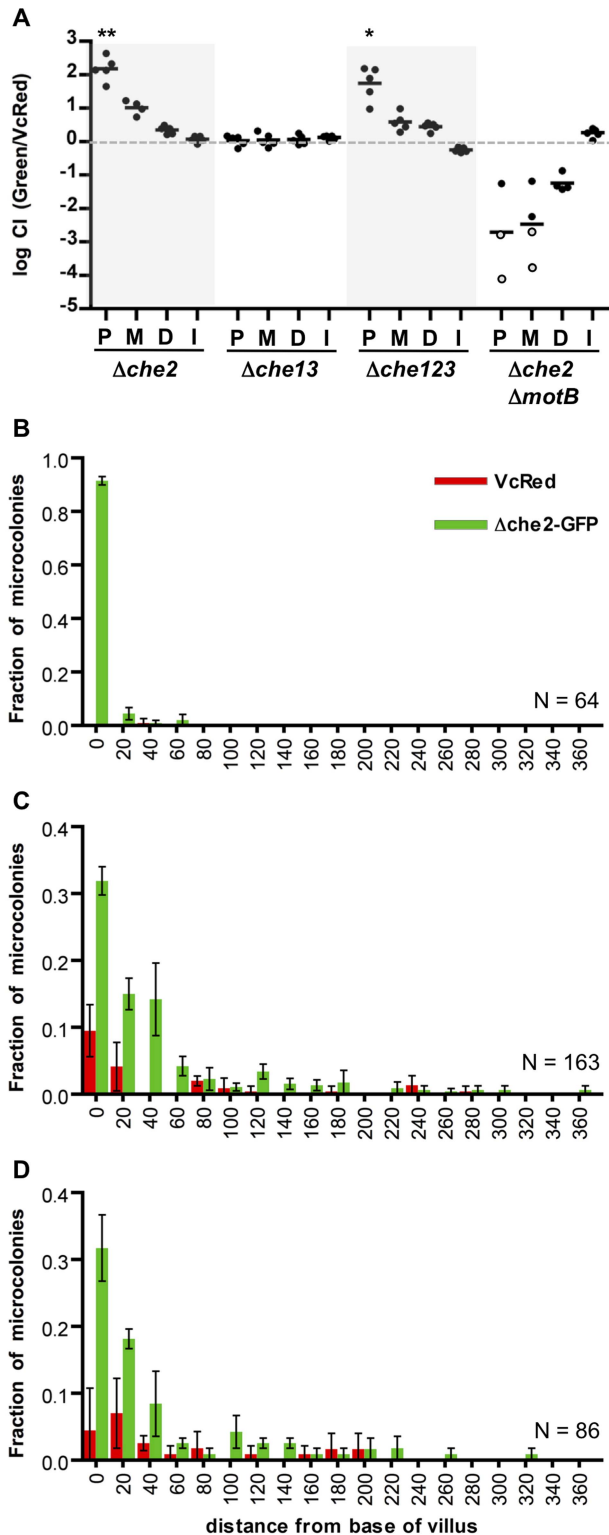 A
** *
3
2
1
0
-1
-2
-3
-4
-5
log CI (Green/VcRed)
P M D I P M D I P M D I P M D I
Δche2 Δche13 Δche123 Δche2
ΔmotB
B
1.0
0.8
0.6
0.4
0.2
0.0
Fraction of microcolonies
VcRed
Δche2-GFP
N = 64
0 20 40 60 80 100 120 140 160 180 200 220 240 260 280 300 320 340 360
C
0.4
0.3
0.2
0.1
0.0
Fraction of microcolonies
N = 163
0 20 40 60 80 100 120 140 160 180 200 220 240 260 280 300 320 340 360
D
0.4
0.3
0.2
0.1
0.0
Fraction of microcolonies
N = 86
0 20 40 60 80 100 120 140 160 180 200 220 240 260 280 300 320 340 360
distance from base of villus